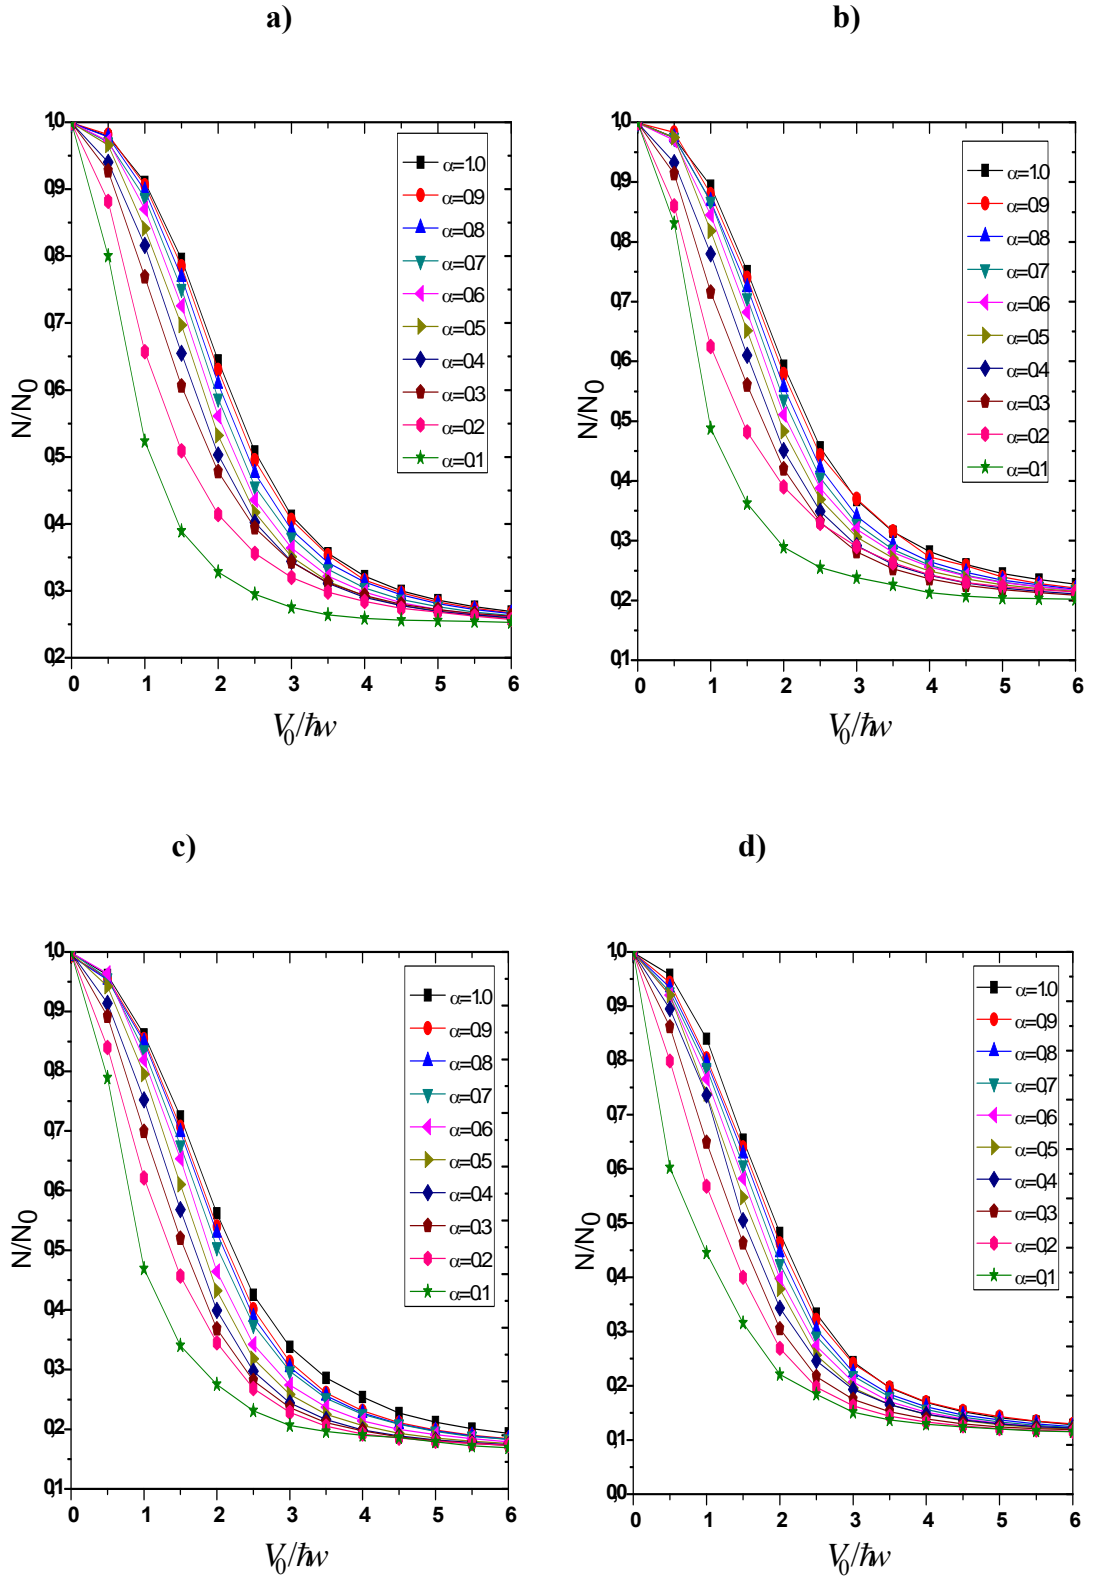 a)
N/N0
1,0
0,9
0,8
0,7
0,6
0,5
0,4
0,3
0,2
0 1 2 3 4 5 6
V0/ℏw
α=1.0
α=0.9
α=0.8
α=0.7
α=0.6
α=0.5
α=0.4
α=0.3
α=0.2
α=0.1
b)
N/N0
1,0
0,9
0,8
0,7
0,6
0,5
0,4
0,3
0,2
0,1
0 1 2 3 4 5 6
V0/ℏw
α=1.0
α=0.9
α=0.8
α=0.7
α=0.6
α=0.5
α=0.4
α=0.3
α=0.2
α=0.1
c)
N/N0
1,0
0,9
0,8
0,7
0,6
0,5
0,4
0,3
0,2
0,1
0 1 2 3 4 5 6
V0/ℏw
α=1.0
α=0.9
α=0.8
α=0.7
α=0.6
α=0.5
α=0.4
α=0.3
α=0.2
α=0.1
d)
N/N0
1,0
0,9
0,8
0,7
0,6
0,5
0,4
0,3
0,2
0,1
0,0
0 1 2 3 4 5 6
V0/ℏw
α=1.0
α=0,9
α=0,8
α=0,7
α=0,6
α=0,5
α=0,4
α=0,3
α=0,2
α=0,1